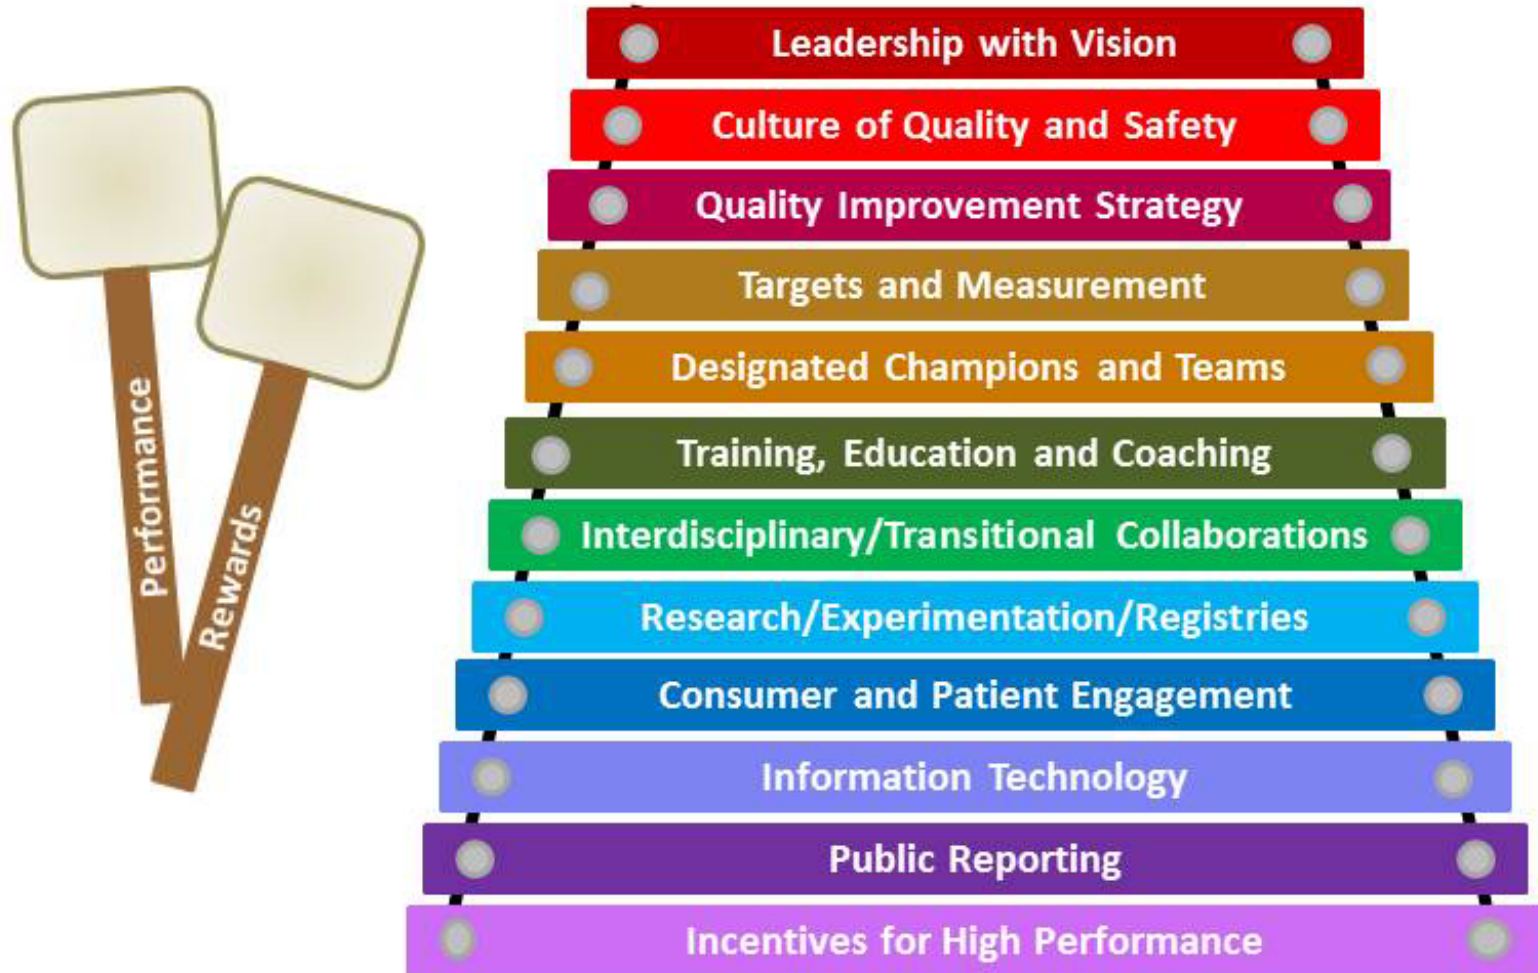 Leadership with Vision
Culture of Quality and Safety
Quality Improvement Strategy
Targets and Measurement
Designated Champions and Teams
Training, Education and Coaching
Interdisciplinary/Transitional Collaborations
Research/Experimentation/Registries
Consumer and Patient Engagement
Information Technology
Public Reporting
Incentives for High Performance
Performance
Rewards